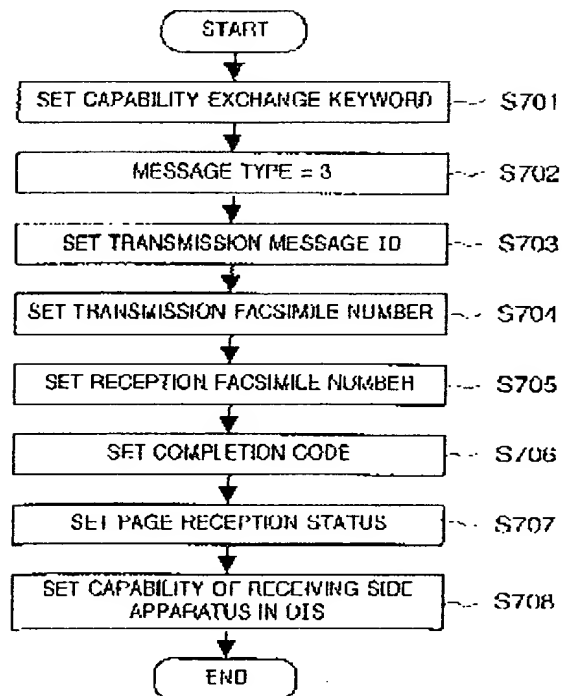 START
SET CAPABILITY EXCHANGE KEYWORD S701
MESSAGE TYPE = 3 S702
SET TRANSMISSION MESSAGE ID S703
SET TRANSMISSION FACSIMILE NUMBER S704
SET RECEPTION FACSIMILE NUMBER S705
SET COMPLETION CODE S706
SET PAGE RECEPTION STATUS S707
SET CAPABILITY OF RECEIVING SIDE
APPARATUS IN DIS S708
END